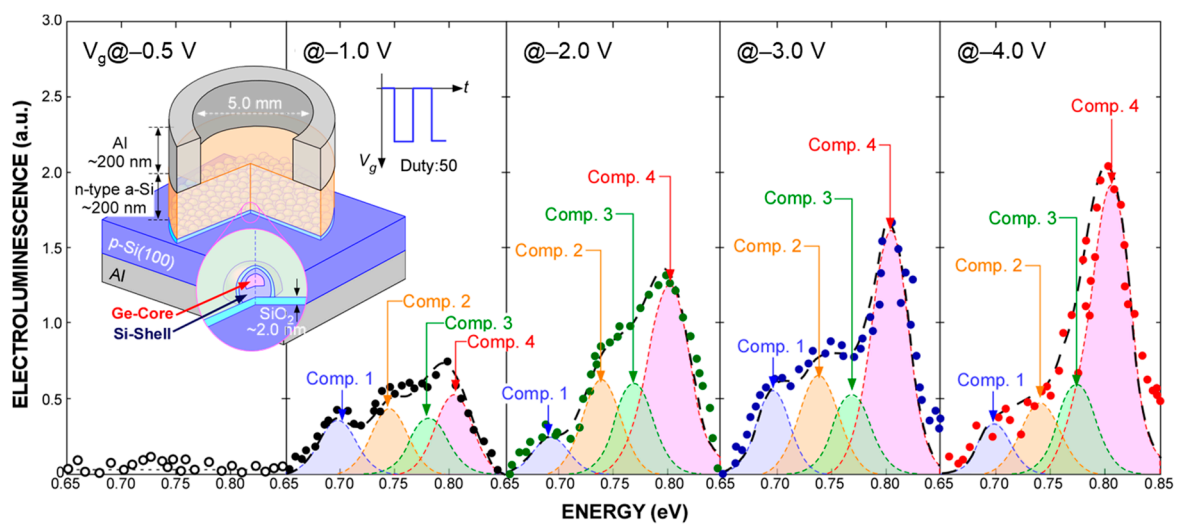 3.0
2.5
2.0
1.5
1.0
0.5
0.0
ELECTROLUMINESCENCE (a.u.)
Vg@–0.5 V
@–1.0 V
@–2.0 V
@–3.0 V
@–4.0 V
5.0 mm
Al
~200 nm
n-type a-Si
~200 nm
p-Si(100)
Al
Ge-Core
Si-Shell
SiO2
~2.0 nm
t
Vg
Duty:50
Comp. 1
Comp. 2
Comp. 3
Comp. 4
Comp. 1
Comp. 2
Comp. 3
Comp. 4
Comp. 1
Comp. 2
Comp. 3
Comp. 4
Comp. 1
Comp. 2
Comp. 3
Comp. 4
0.65 0.70 0.75 0.80 0.65 0.70 0.75 0.80 0.65 0.70 0.75 0.80 0.65 0.70 0.75 0.80 0.65 0.70 0.75 0.80 0.85
ENERGY (eV)